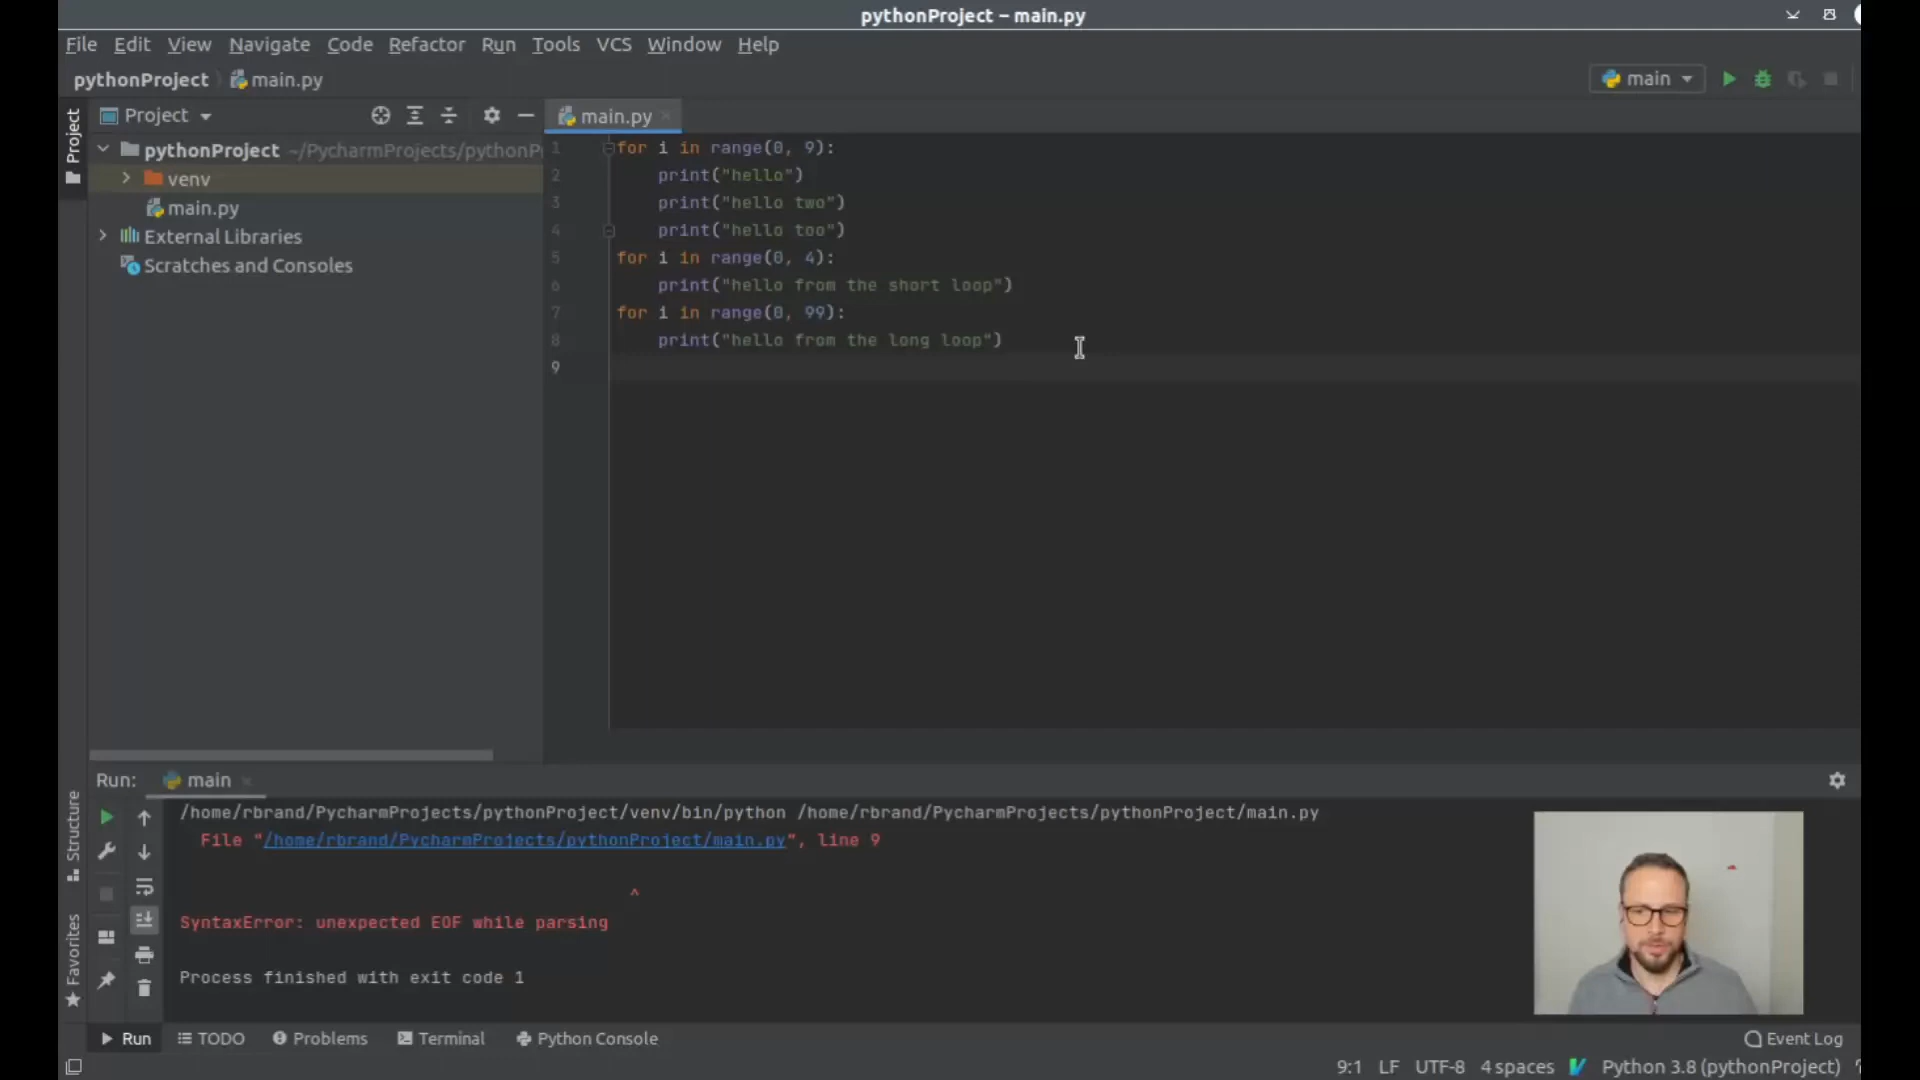 pythonProject – main.py
File Edit View Navigate Code Refactor Run Tools VCS Window Help
pythonProject main.py
main
Project
Project
main.py
pythonProject ~/PycharmProjects/pythonP
venv
main.py
External Libraries
Scratches and Consoles
1 for i in range(0, 9):
2 print("hello")
3 print("hello two")
4 print("hello too")
5 for i in range(0, 4):
6 print("hello from the short loop")
7 for i in range(0, 99):
8 print("hello from the long loop")
9
Structure
Favorites
Run: main
/home/rbrand/PycharmProjects/pythonProject/venv/bin/python /home/rbrand/PycharmProjects/pythonProject/main.py
File "/home/rbrand/PycharmProjects/pythonProject/main.py", line 9
^
SyntaxError: unexpected EOF while parsing
Process finished with exit code 1
Run TODO Problems Terminal Python Console Event Log
9:1 LF UTF-8 4 spaces Python 3.8 (pythonProject)